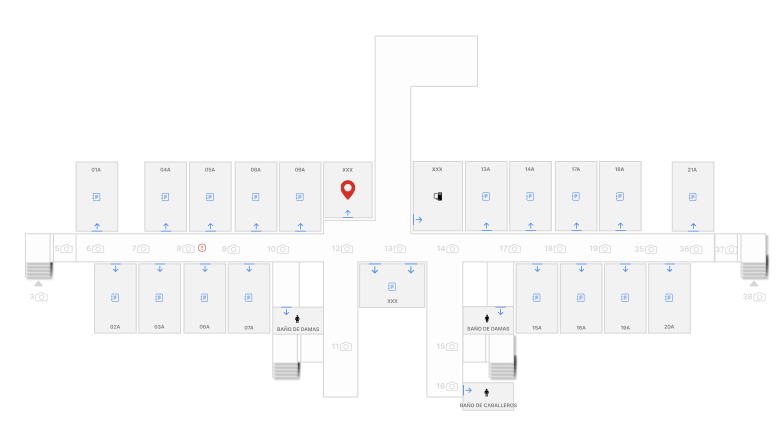 01A 04A 05A 08A 09A XXX XXX 13A 14A 17A 18A 21A
5 6 7 8 9 10 12 13 14 17 18 19 35 36 37
3 38
XXX
02A 03A 06A 07A BAÑO DE DAMAS BAÑO DE DAMAS 15A 16A 19A 20A
11 15
16
BAÑO DE CABALLEROS